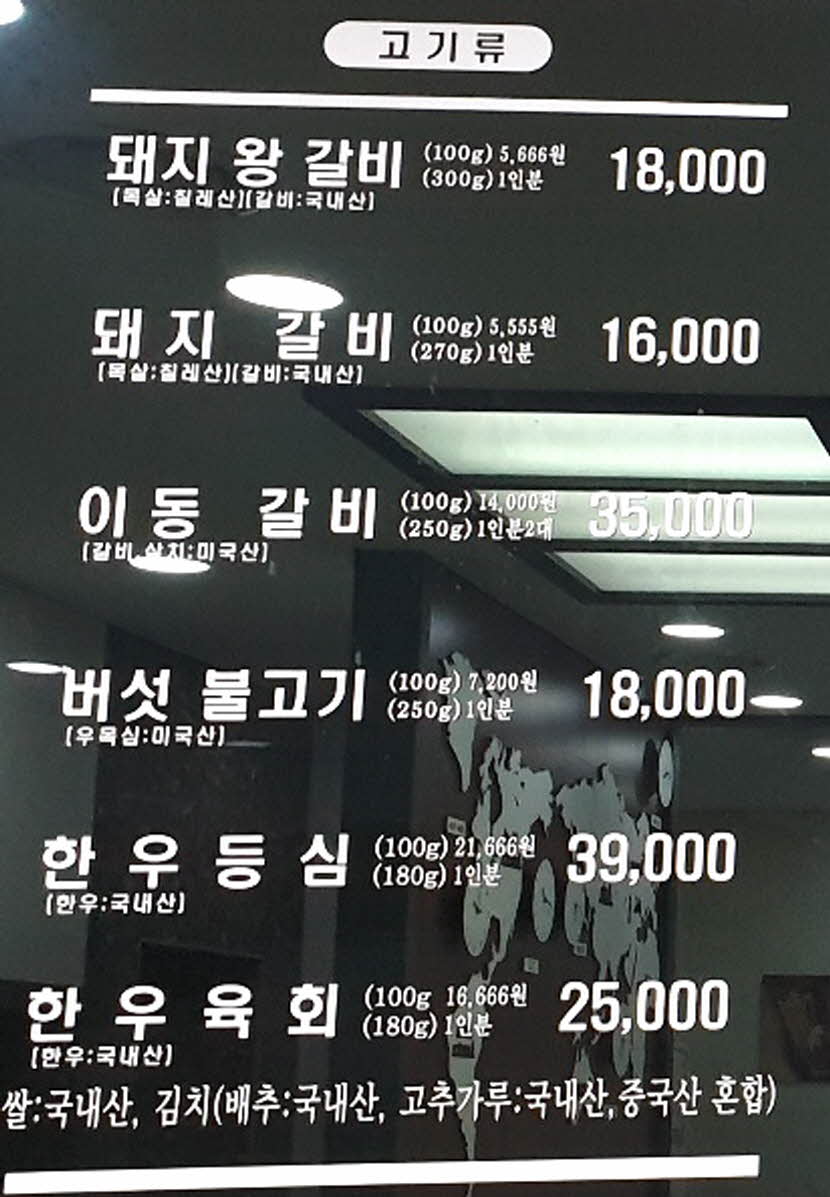 고기류
돼지 왕 갈비 (100g) 5,666원 18,000
(300g) 1인분
(목살:칠레산)(갈비:국내산)
돼지 갈비 (100g) 5,555원 16,000
(270g) 1인분
(목살:칠레산)(갈비:국내산)
이동 갈비 (100g) 14,000원 35,000
(250g) 1인분2대
(갈비,살치:미국산)
버섯 불고기 (100g) 7,200원 18,000
(250g) 1인분
(우목심:미국산)
한우등심 (100g) 21,666원 39,000
(180g) 1인분
(한우:국내산)
한우육회 (100g 16,666원 25,000
(180g) 1인분
(한우:국내산)
쌀:국내산, 김치(배추:국내산, 고추가루:국내산,중국산 혼합)